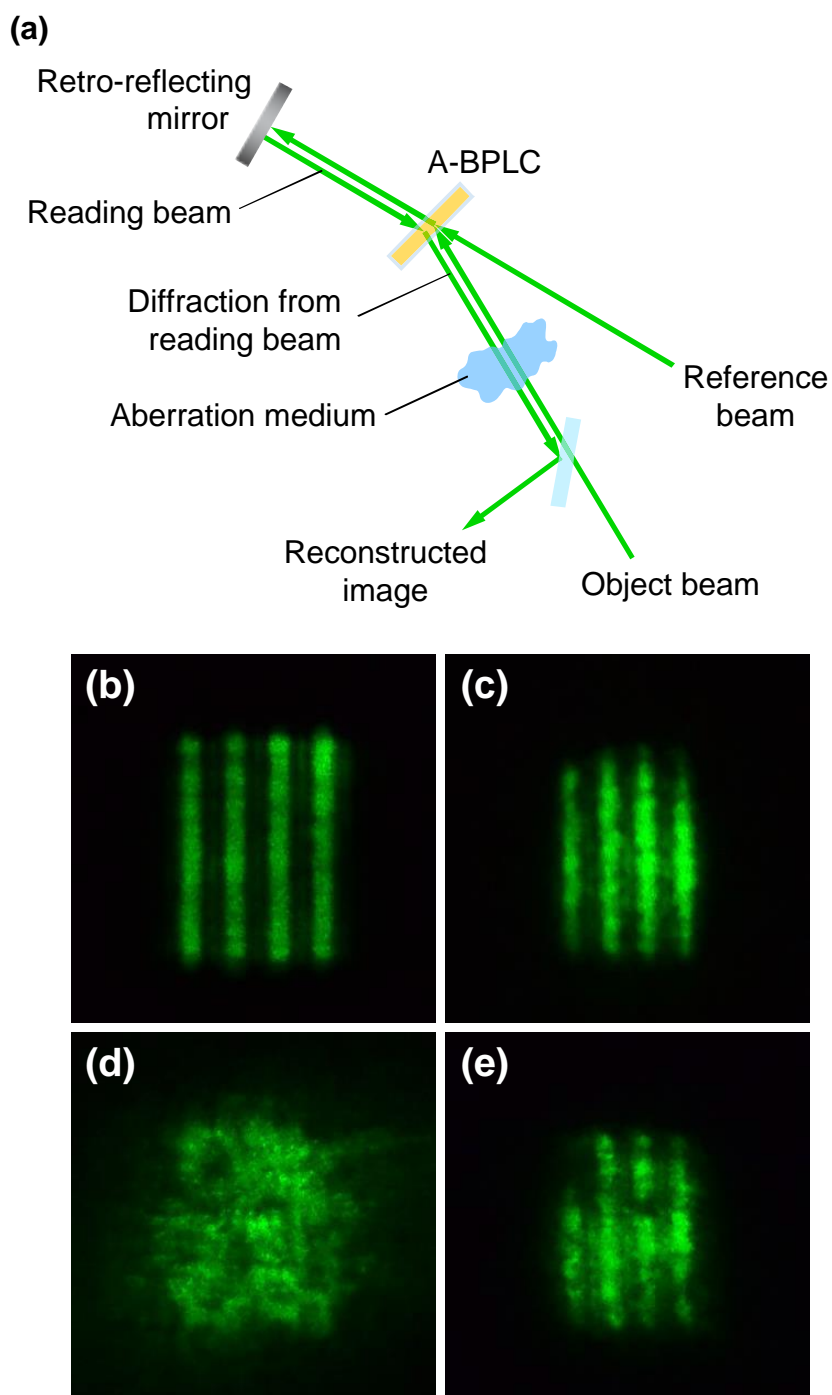 (a)
Retro-reflecting
mirror
A-BPLC
Reading beam
Diffraction from
reading beam
Aberration medium
Reference
beam
Reconstructed
image
Object beam
(b)
(c)
(d)
(e)